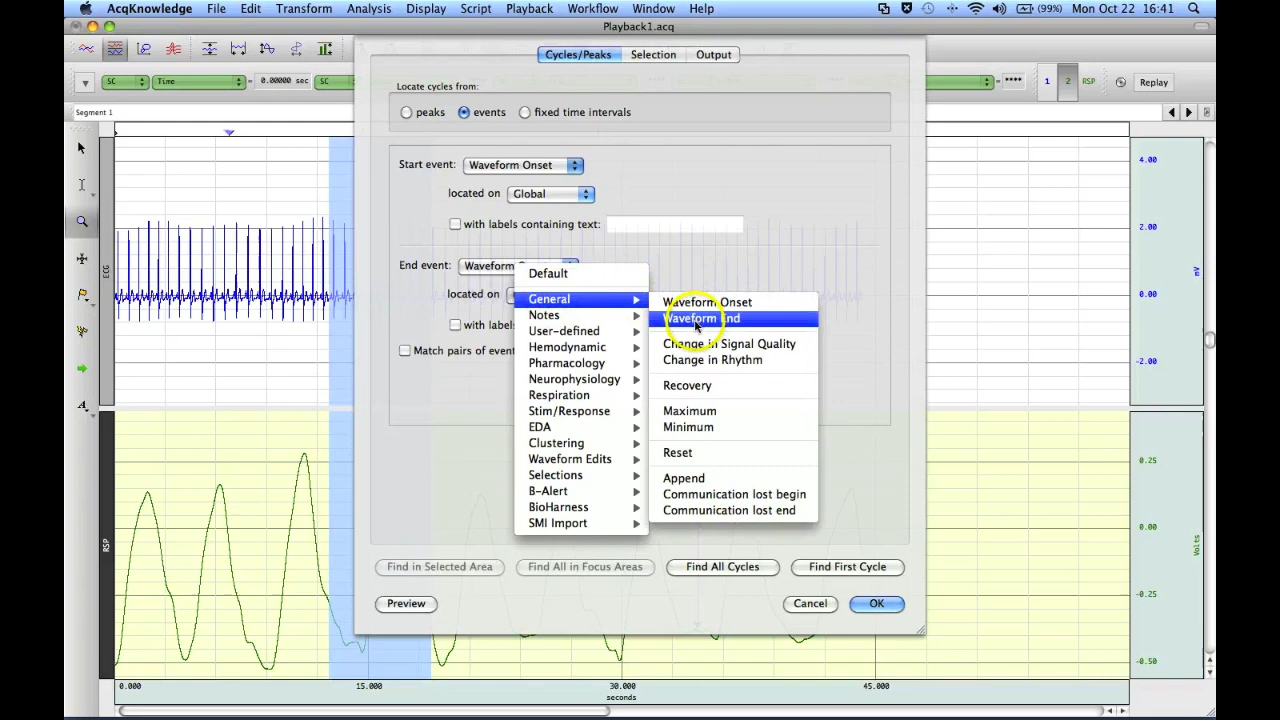 AcqKnowledge File Edit Transform Analysis Display Script Playback Workflow Window Help (99%) Mon Oct 22 16:41
Playback1.acq
Cycles/Peaks Selection Output
SC Time 0.00000 sec SC **** 1 2 RSP Replay
Locate cycles from:
peaks events fixed time intervals
Segment 1
Start event: Waveform Onset
located on Global
with labels containing text:
End event: Waveform
located on
with labels
Match pairs of event
Default
General
Notes
User-defined
Hemodynamic
Pharmacology
Neurophysiology
Respiration
Stim/Response
EDA
Clustering
Waveform Edits
Selections
B-Alert
BioHarness
SMI Import
Waveform Onset
Waveform End
Change in Signal Quality
Change in Rhythm
Recovery
Maximum
Minimum
Reset
Append
Communication lost begin
Communication lost end
Find in Selected Area Find All in Focus Areas Find All Cycles Find First Cycle
Preview Cancel OK
ECG
4.00
2.00
0.00
-2.00
mV
RSP
0.25
0.00
-0.25
-0.50
Volts
0.000 15.000 30.000 45.000
seconds